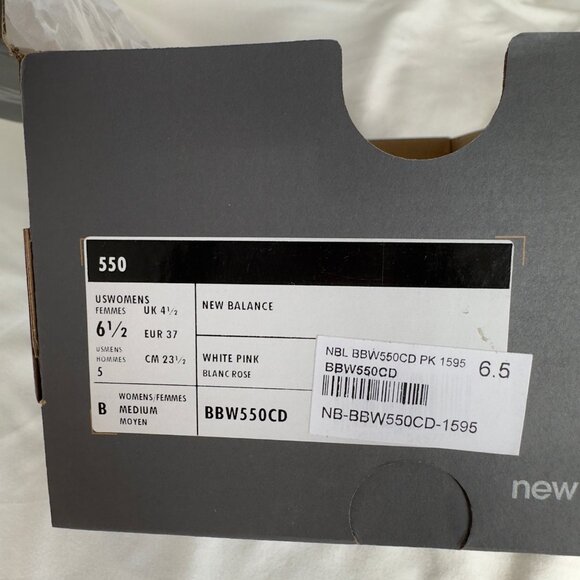 550
USWOMENS
FEMMES
6½
USMENS
HOMMES
5
UK 4½
EUR 37
CM 23½
NEW BALANCE
WHITE PINK
BLANC ROSE
B
WOMENS/FEMMES
MEDIUM
MOYEN
BBW550CD
NBL BBW550CD PK 1595
BBW550CD
6.5
NB-BBW550CD-1595
new